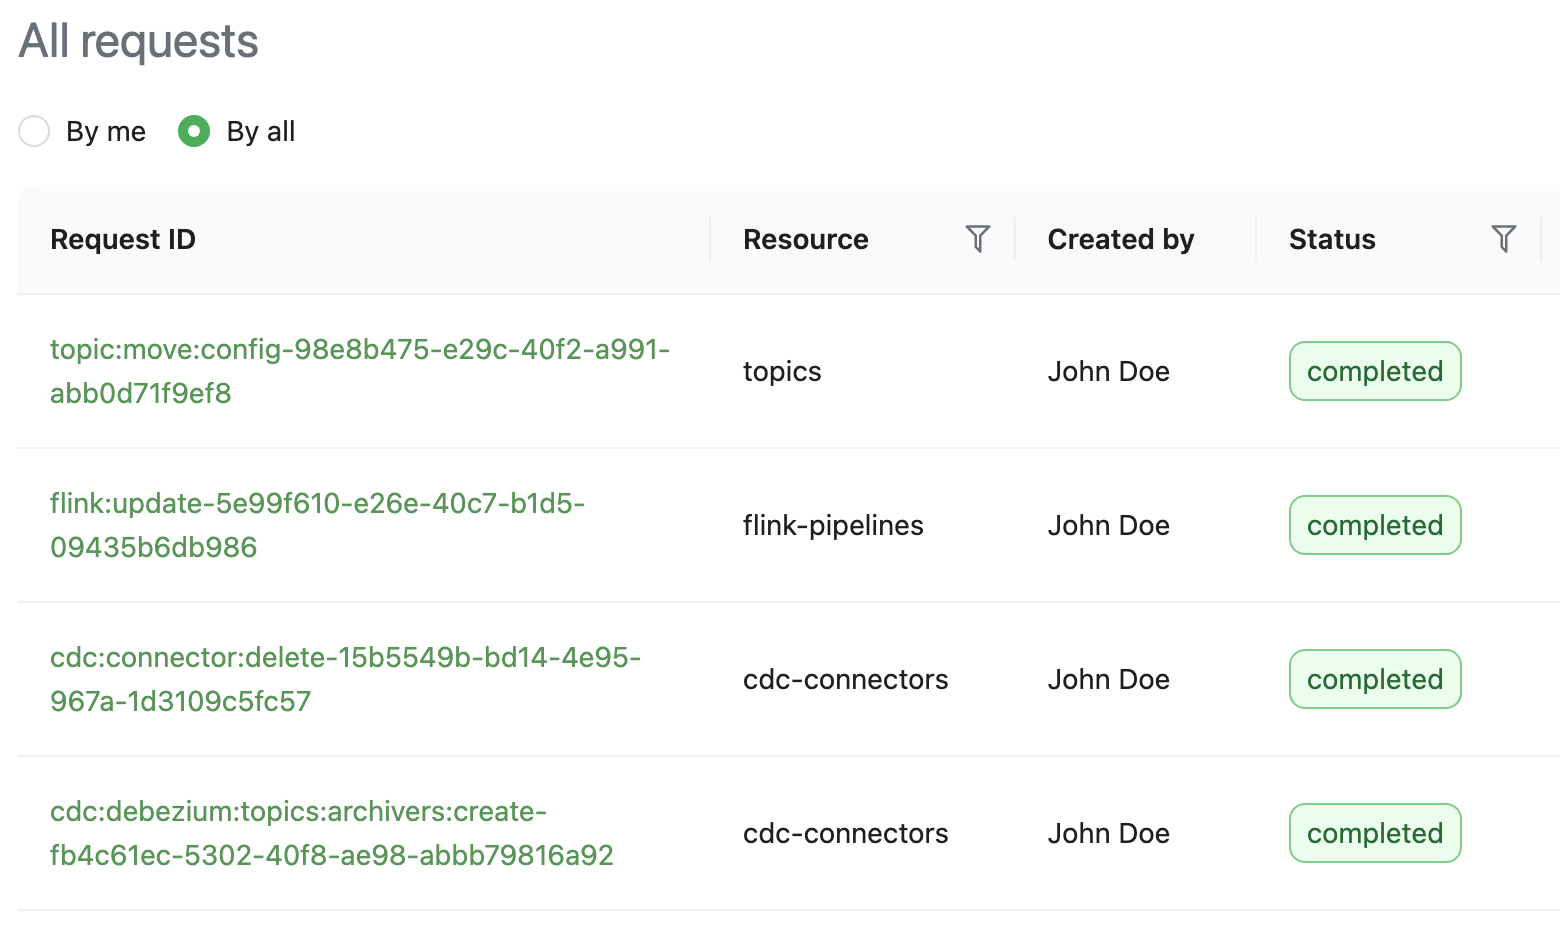 All requests
By me By all
Request ID Resource Created by Status
topic:move:config-98e8b475-e29c-40f2-a991-
abb0d71f9ef8
topics John Doe completed
flink:update-5e99f610-e26e-40c7-b1d5-
09435b6db986
flink-pipelines John Doe completed
cdc:connector:delete-15b5549b-bd14-4e95-
967a-1d3109c5fc57
cdc-connectors John Doe completed
cdc:debezium:topics:archivers:create-
fb4c61ec-5302-40f8-ae98-abbb79816a92
cdc-connectors John Doe completed